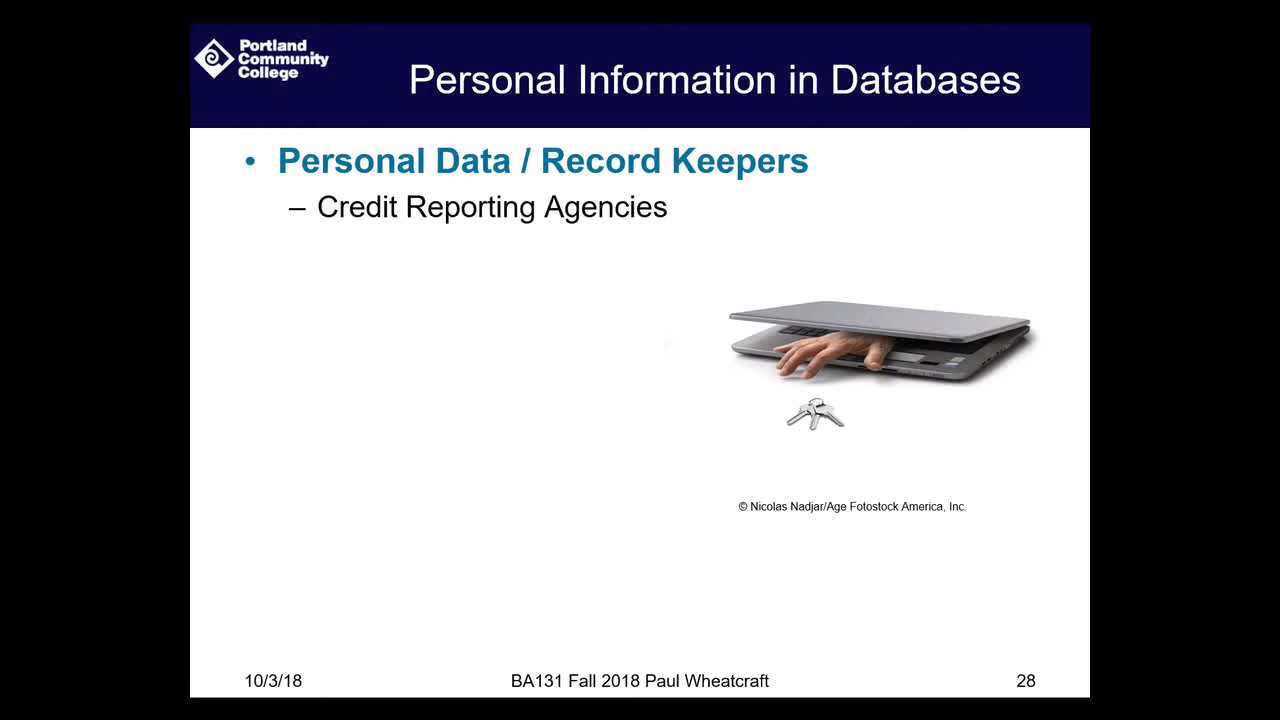 Portland
Community
College
Personal Information in Databases
• Personal Data / Record Keepers
– Credit Reporting Agencies
© Nicolas Nadjar/Age Fotostock America, Inc.
10/3/18
BA131 Fall 2018 Paul Wheatcraft
28